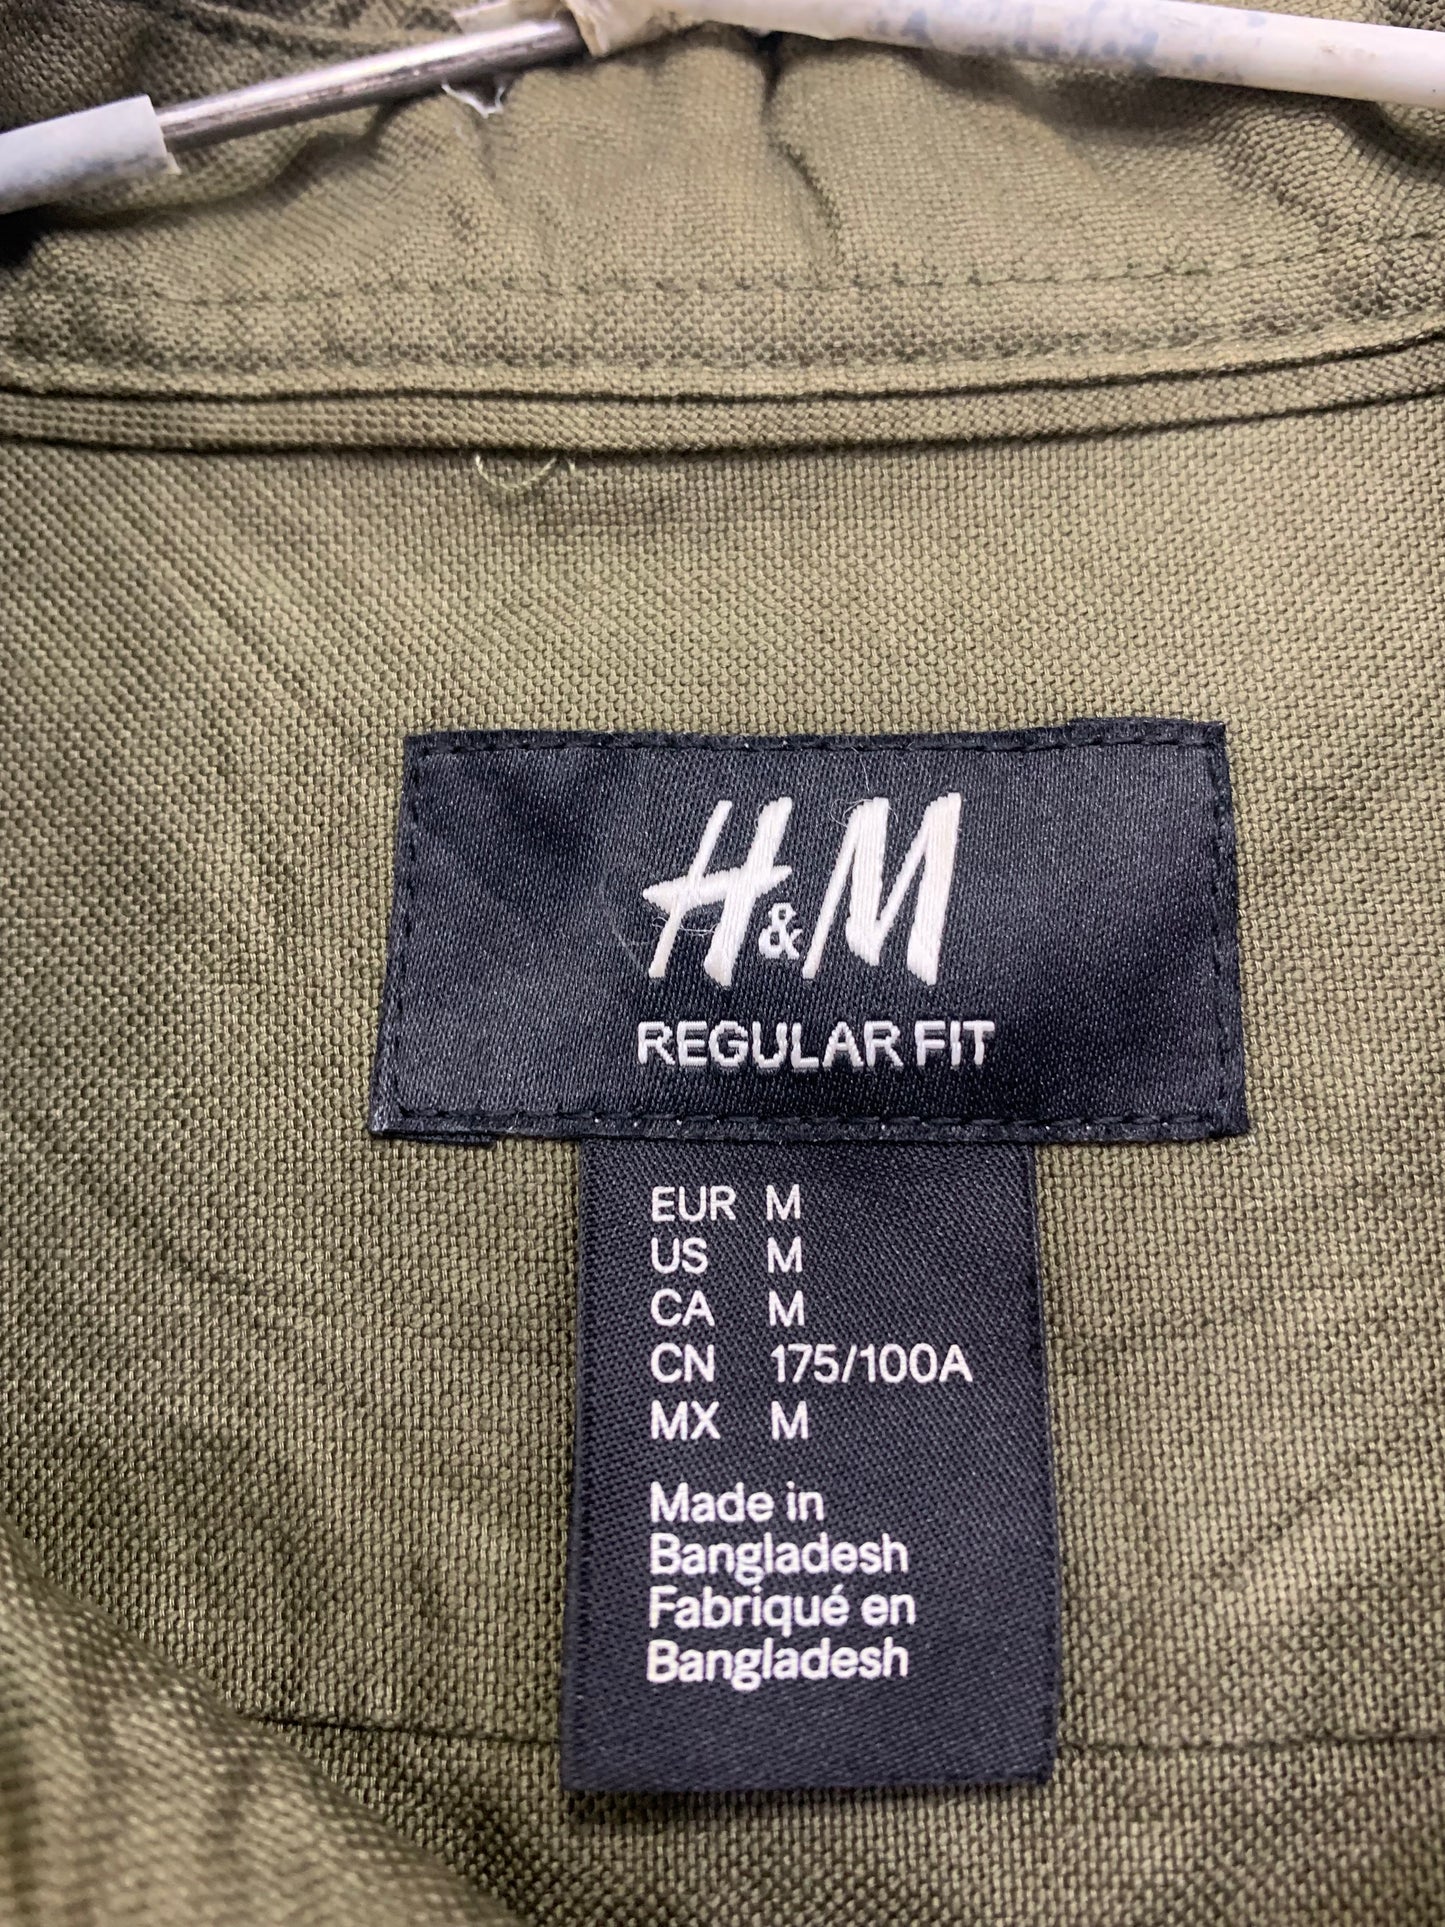 H&M
REGULAR FIT
EUR M
US M
CA M
CN 175/100A
MX M
Made in
Bangladesh
Fabriqué en
Bangladesh